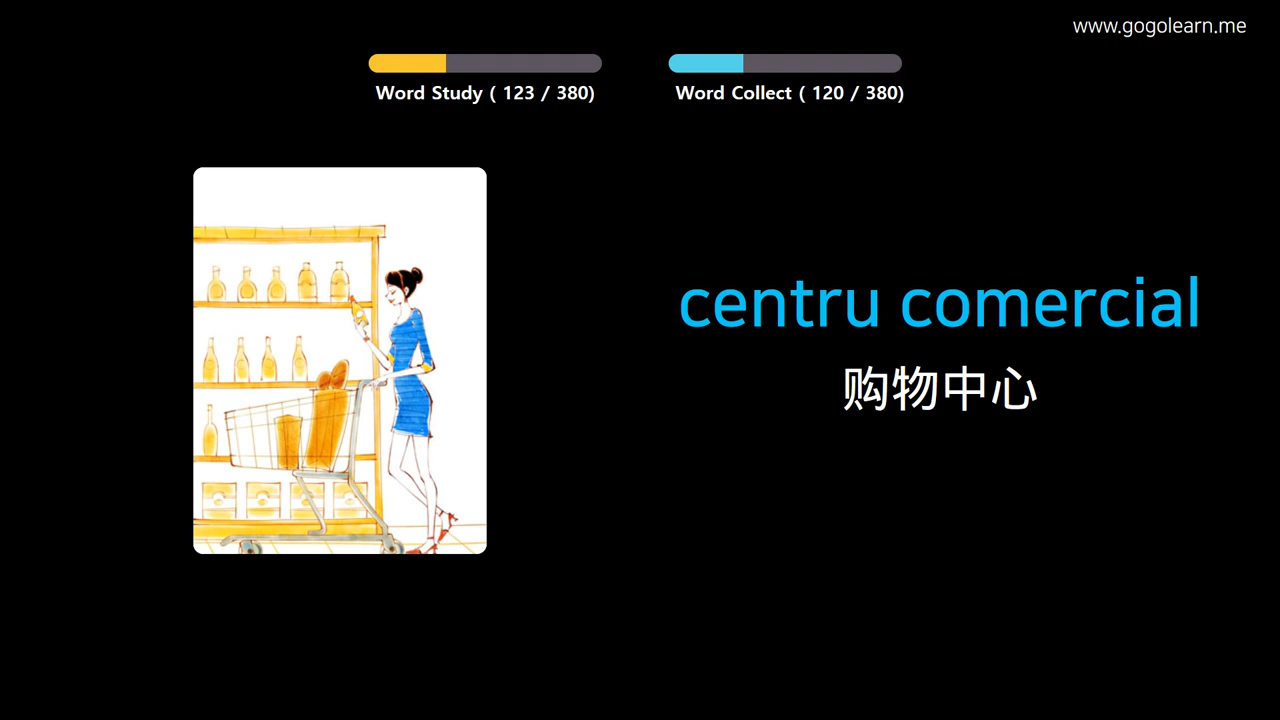 www.gogolearn.me
Word Study ( 123 / 380)
Word Collect ( 120 / 380)
centru comercial
购物中心